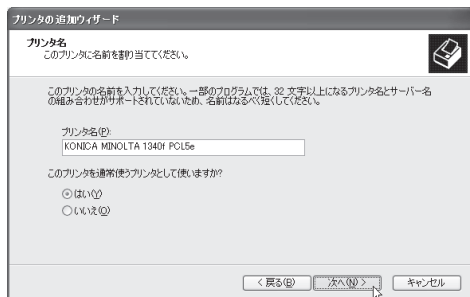 プリンタの追加ウィザード
プリンタ名
このプリンタに名前を割り当ててください。
このプリンタの名前を入力してください。一部のプログラムでは、32 文字以上になるプリンタ名とサーバー名
の組み合わせがサポートされていないため、名前はなるべく短くしてください。
プリンタ名(P):
KONICA MINOLTA 1340f PCL5e
このプリンタを通常使うプリンタとして使いますか?
はい(Y)
いいえ(O)
< 戻る(B)
次へ(N) >
キャンセル